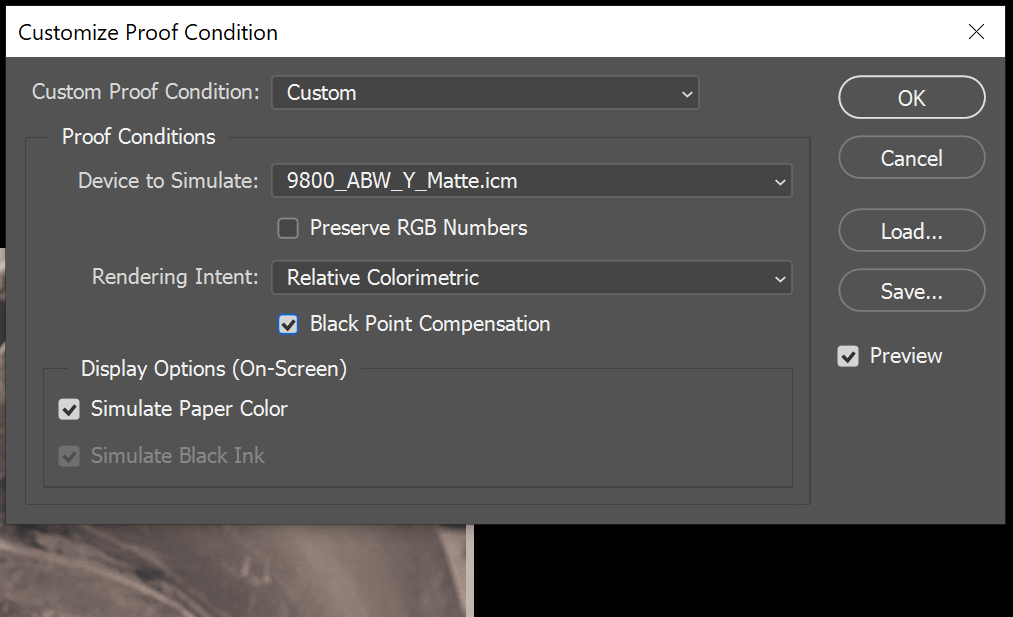 Customize Proof Condition
Custom Proof Condition: Custom
OK
Proof Conditions
Cancel
Device to Simulate: 9800_ABW_Y_Matte.icm
Preserve RGB Numbers
Load...
Rendering Intent: Relative Colorimetric
Save...
Black Point Compensation
Preview
Display Options (On-Screen)
Simulate Paper Color
Simulate Black Ink